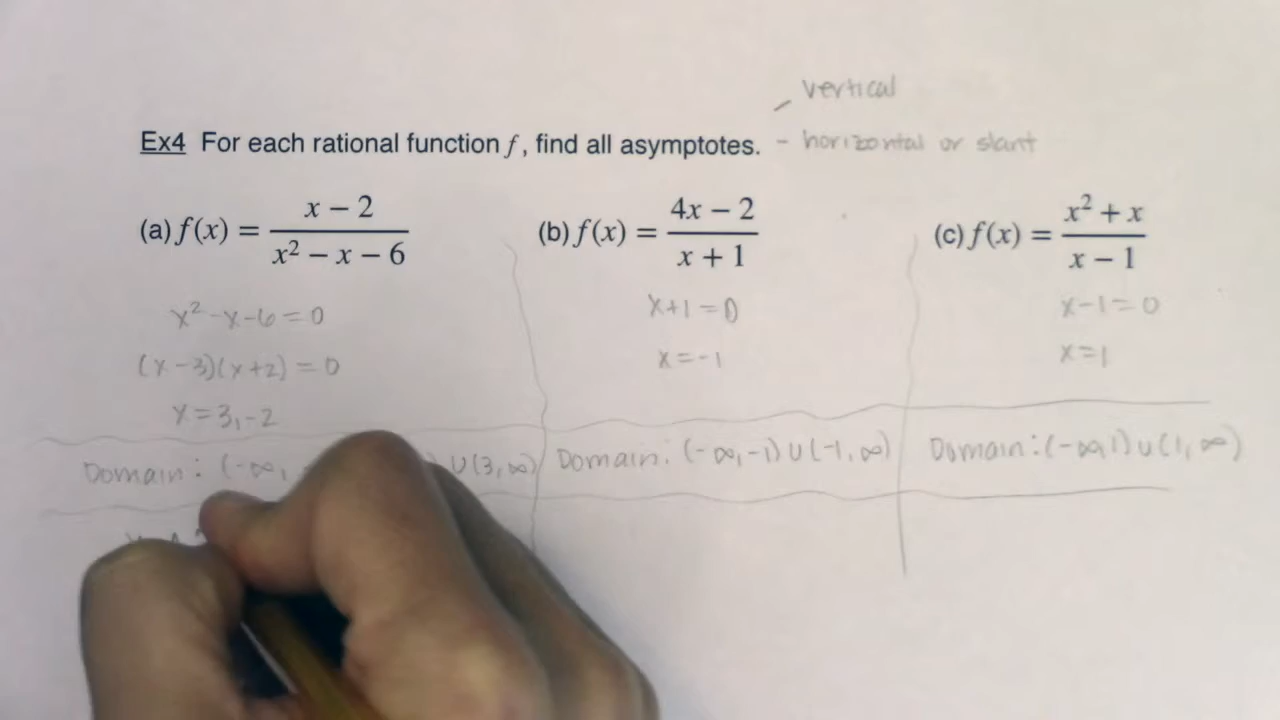 vertical
Ex4 For each rational function f, find all asymptotes. - horizontal or slant
(a) f(x) = x − 2 / x² − x − 6
(b) f(x) = 4x − 2 / x + 1
(c) f(x) = x² + x / x − 1
x²-x-6=0
(x-3)(x+2)=0
x=3,-2
x+1=0
x=-1
x-1=0
x=1
Domain: (-∞, ∪(3,∞)
Domain: (-∞,-1)∪(-1,∞)
Domain:(-∞,1)∪(1,∞)